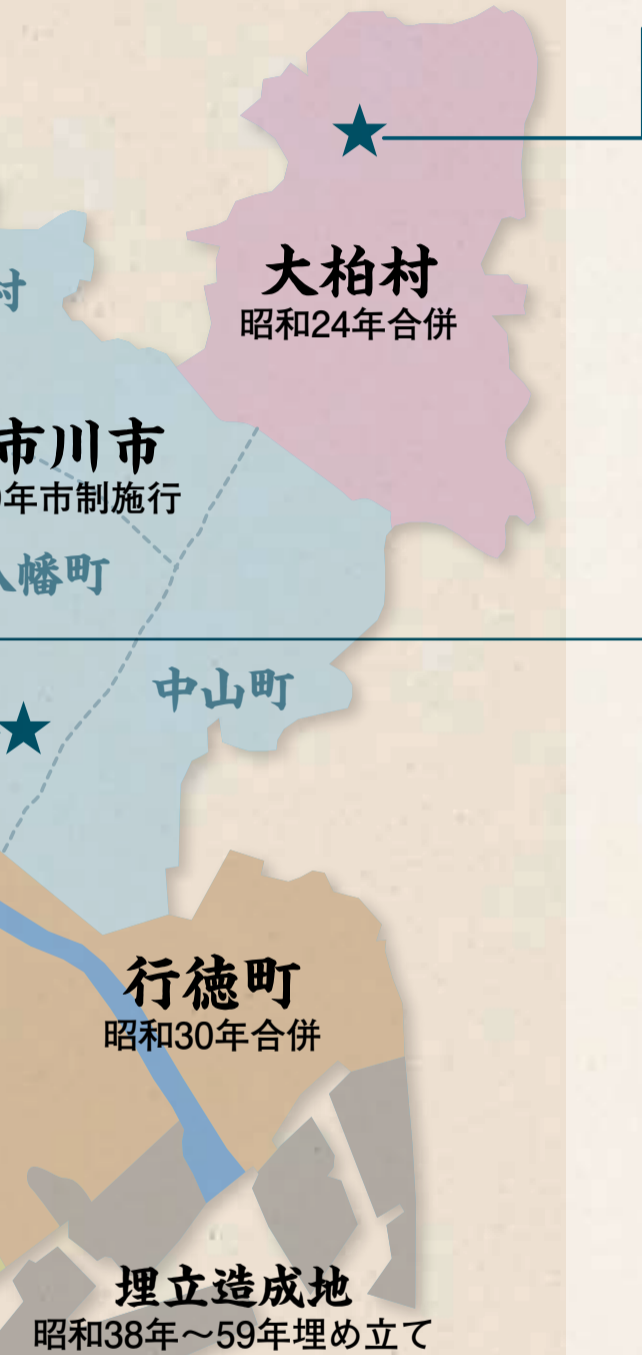 大柏村
昭和24年合併
村
市川市
年市制施行
幡町
中山町
行徳町
昭和30年合併
埋立造成地
昭和38年～59年埋め立て